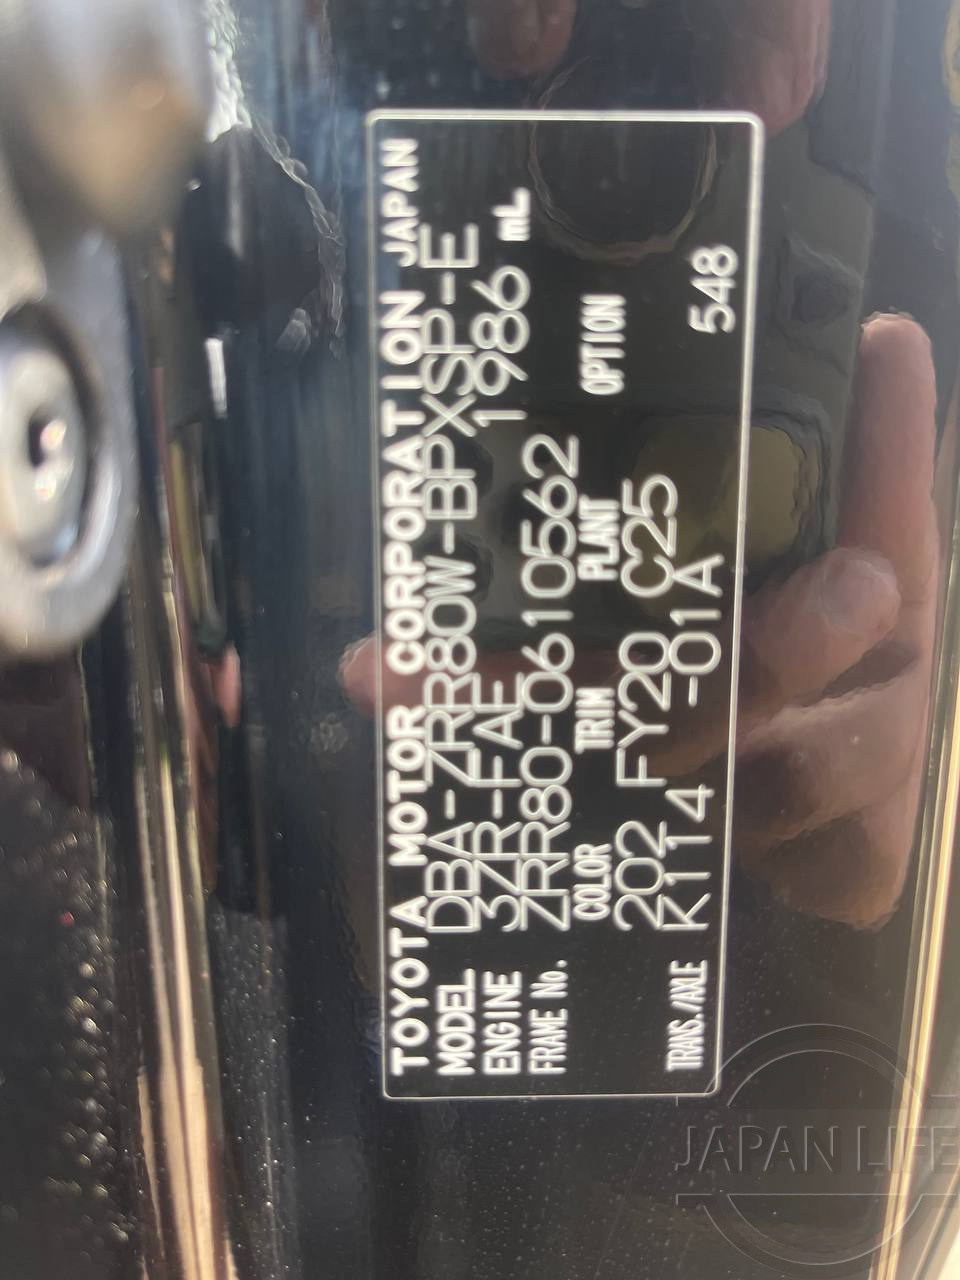 TOYOTA MOTOR CORPORATION JAPAN
MODEL DBA-ZRR80W-BPXSP-E
ENGINE 3ZR-FAE 1986 mL
FRAME No. ZRR80-0610562
COLOR TRIM PLANT OPTION
202 FY20 C25
TRANS./AXLE K114 -01A 548
JAPAN LIFE